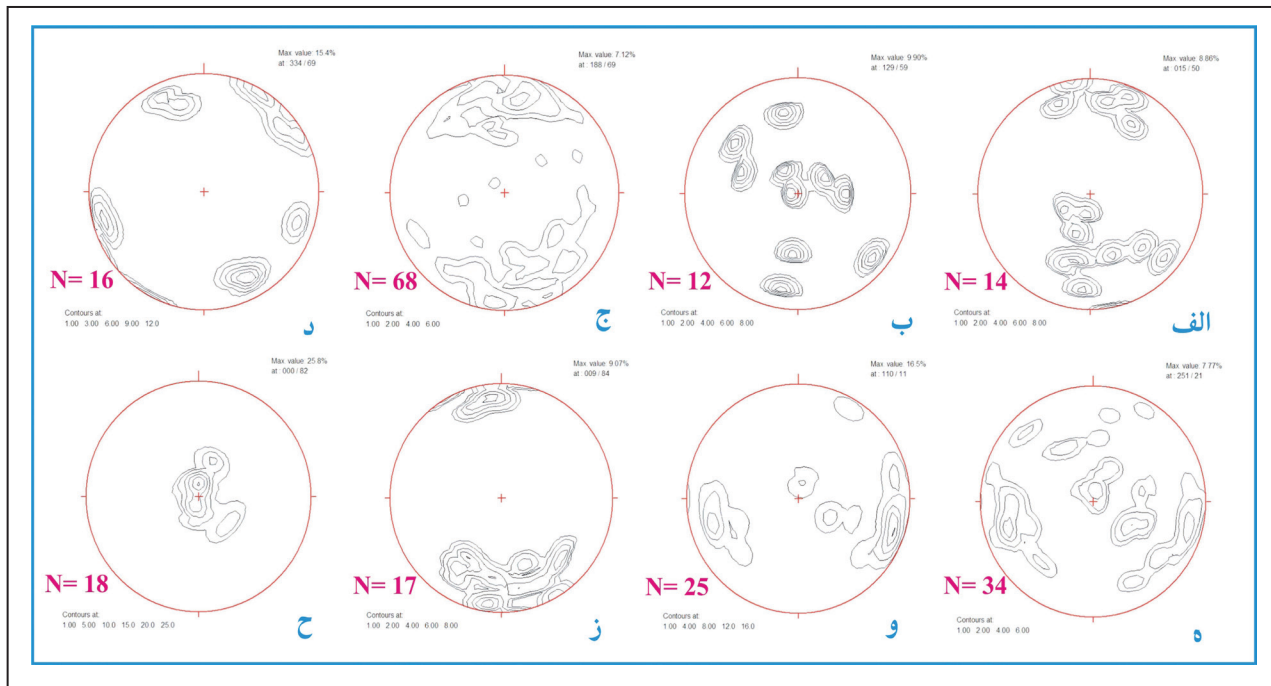 Max. value: 8.86%
at : 015 / 50
N= 14
Contours at:
1.00 2.00 4.00 6.00 8.00
الف
Max. value: 9.90%
at : 129 / 59
N= 12
Contours at:
1.00 2.00 4.00 6.00 8.00
ب
Max. value: 7.12%
at : 188 / 69
N= 68
Contours at:
1.00 2.00 4.00 6.00
ج
Max. value: 15.4%
at : 334 / 69
N= 16
Contours at:
1.00 3.00 6.00 9.00 12.0
د
Max. value: 7.77%
at : 251 / 21
N= 34
Contours at:
1.00 2.00 4.00 6.00
ه
Max. value: 16.5%
at : 110 / 11
N= 25
Contours at:
1.00 4.00 8.00 12.0 16.0
و
Max. value: 9.07%
at : 009 / 84
N= 17
Contours at:
1.00 2.00 4.00 6.00 8.00
ز
Max. value: 25.8%
at : 000 / 82
N= 18
Contours at:
1.00 5.00 10.0 15.0 20.0 25.0
ح